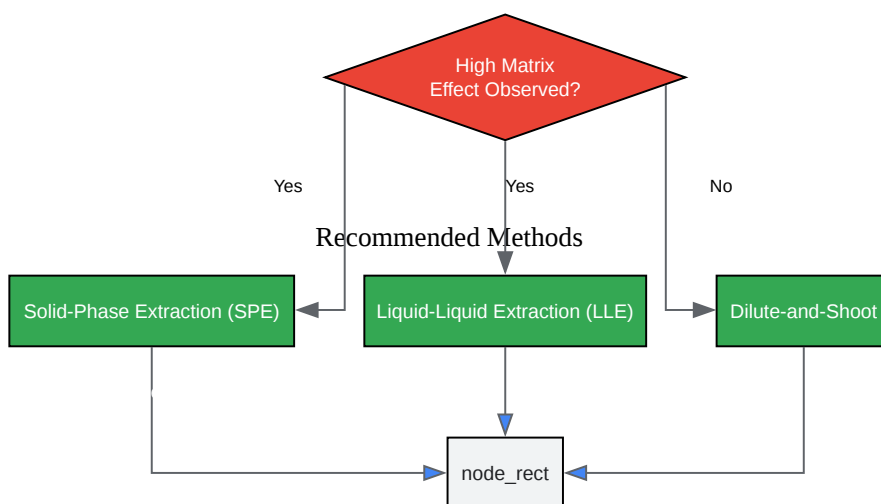 High Matrix
Effect Observed?
Yes
Yes
No
Recommended Methods
Solid-Phase Extraction (SPE)
Liquid-Liquid Extraction (LLE)
Dilute-and-Shoot
node_rect